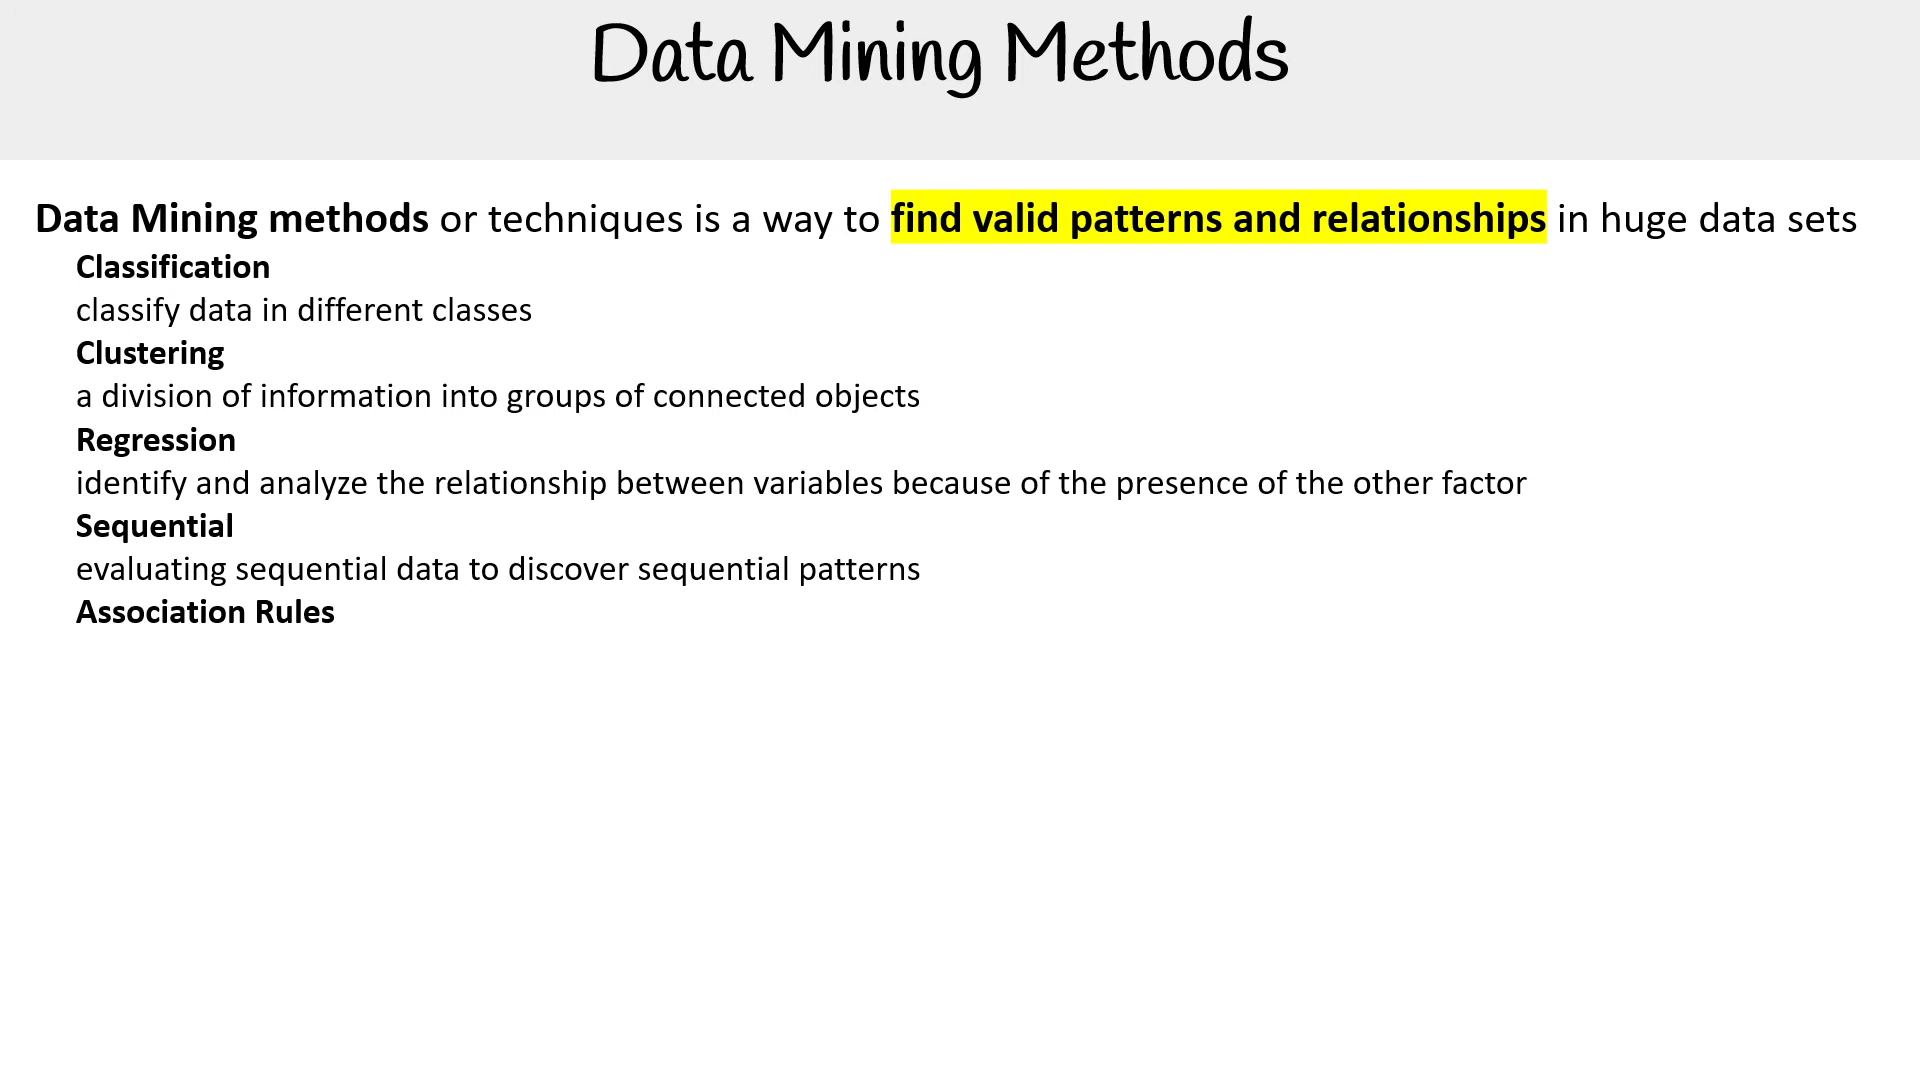 Data Mining Methods
Data Mining methods or techniques is a way to find valid patterns and relationships in huge data sets
Classification
classify data in different classes
Clustering
a division of information into groups of connected objects
Regression
identify and analyze the relationship between variables because of the presence of the other factor
Sequential
evaluating sequential data to discover sequential patterns
Association Rules